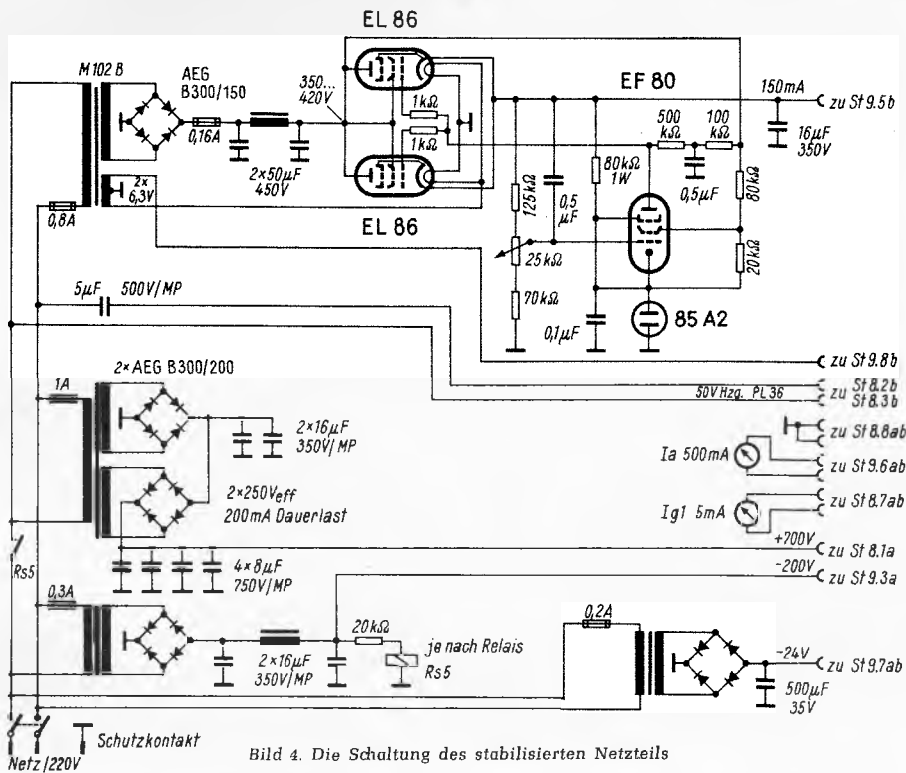 EL 86
M 102 B
AEG
B300/150
350...
420V
EF 80
150mA
zu St 9.5b
1kΩ
1kΩ
500
kΩ
100
kΩ
0,16A
16µF
350V
2×50µF
450V
80kΩ
1W
0,5µF
80kΩ
2×
6,3V
125kΩ
0,5
µF
0,8A
EL 86
25kΩ
20kΩ
5µF
500V/MP
70kΩ
0,1µF
85 A2
zu St 9.8b
2× AEG B300/200
1A
50V Hzg. PL 36
zu St 8.2b
St 8.3b
2×16µF
350V/MP
zu St 8.8ab
Ia 500mA
zu St 9.6ab
2×250Veff
200mA Dauerlast
Ig1 5mA
zu St 8.7ab
+700V
zu St 8.1a
Rs5
4×8µF
750V/MP
-200V
zu St 9.3a
0,3A
0,2A
20kΩ
je nach Relais
Rs5
2×16µF
350V/MP
-24V
zu St 9.7ab
500µF
35V
Schutzkontakt
Netz/220V
Bild 4. Die Schaltung des stabilisierten Netzteils